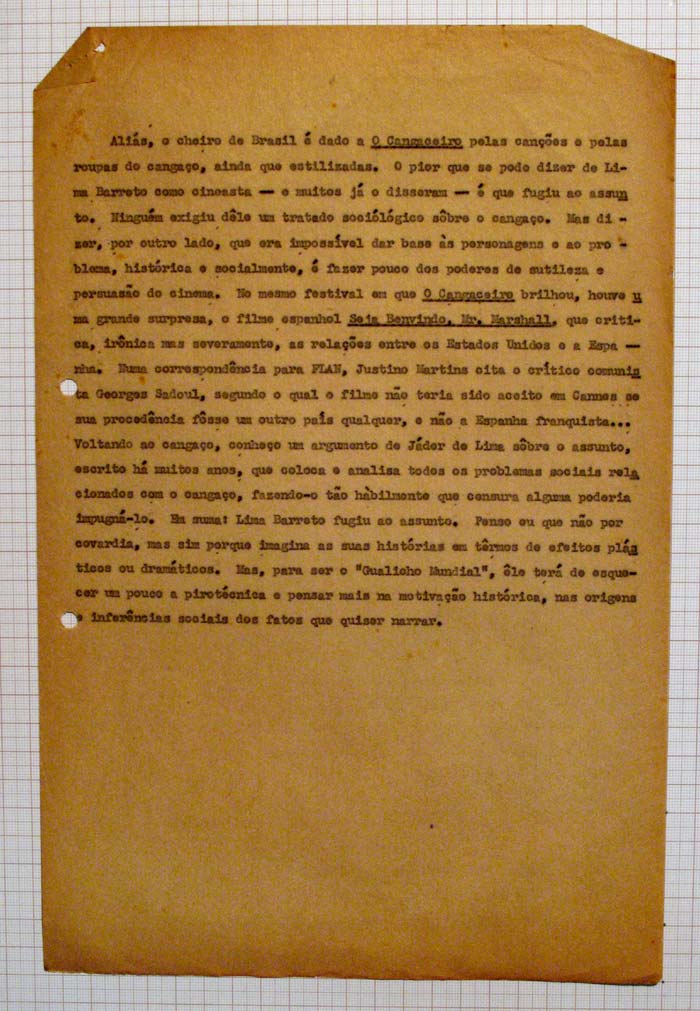 Aliás, o cheiro de Brasil é dado a O Cangaceiro pelas canções e pelas
roupas do cangaço, ainda que estilizadas. O pior que se pode dizer de Li-
ma Barreto como cineasta — e muitos já o disseram — é que fugiu ao assun
to. Ninguém exigiu dêle um tratado sociológico sôbre o cangaço. Mas di -
zer, por outro lado, que era impossível dar base às personagens e ao pro -
blema, histórica e socialmente, é fazer pouco dos poderes de sutileza e
persuasão do cinema. No mesmo festival em que O Cangaceiro brilhou, houve u
ma grande surpresa, o filme espanhol Seja Benvindo, Mr. Marshall, que criti-
ca, irônica mas severamente, as relações entre os Estados Unidos e a Espa —
nha. Numa correspondência para FLAN, Justino Martins cita o crítico comunis
ta Georges Sadoul, segundo o qual o filme não teria sido aceito em Cannes se
sua procedência fôsse um outro país qualquer, e não a Espanha franquista...
Voltando ao cangaço, conheço um argumento de Jáder de Lima sôbre o assunto,
escrito há muitos anos, que coloca e analisa todos os problemas sociais rela
cionados com o cangaço, fazendo-o tão hàbilmente que censura alguma poderia
impugná-lo. Em suma: Lima Barreto fugiu ao assunto. Penso eu que não por
covardia, mas sim porque imagina as suas histórias em têrmos de efeitos plás
ticos ou dramáticos. Mas, para ser o "Gualicho Mundial", êle terá de esque-
cer um pouco a pirotécnica e pensar mais na motivação histórica, nas origens
e inferências sociais dos fatos que quiser narrar.